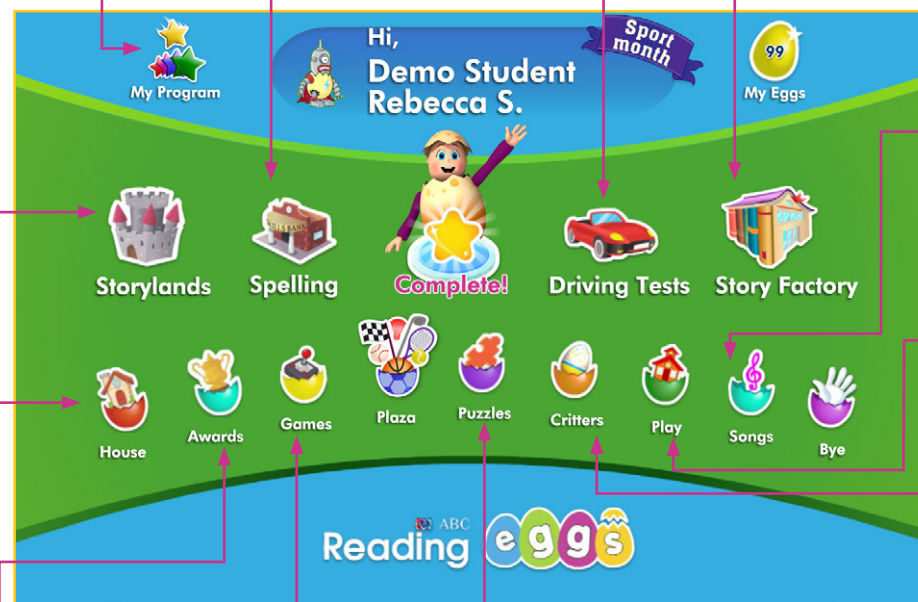 Hi,
Demo Student
Rebecca S.
Sport
month
My Program
99
My Eggs
Storylands
Spelling
Complete!
Driving Tests
Story Factory
House
Awards
Games
Plaza
Puzzles
Critters
Play
Songs
Bye
ABC
Reading eggs